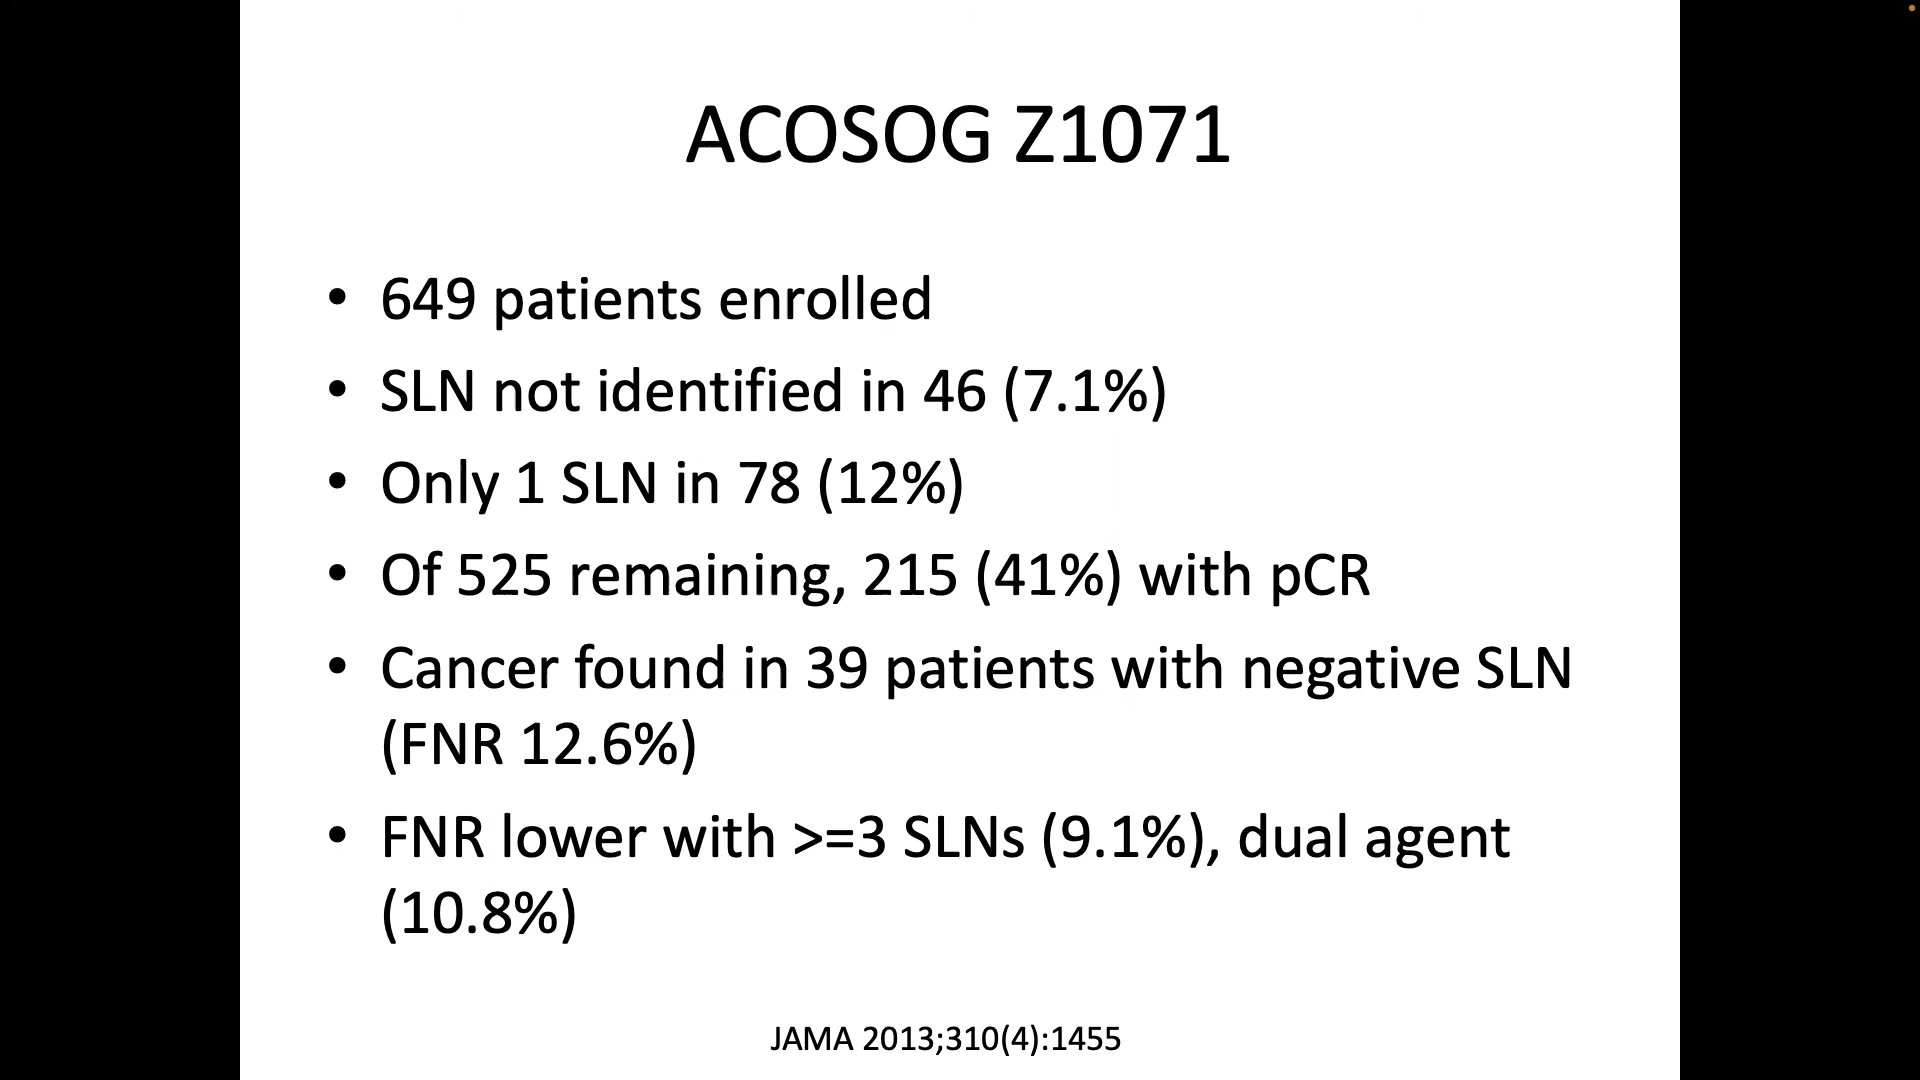 ACOSOG Z1071
• 649 patients enrolled
• SLN not identified in 46 (7.1%)
• Only 1 SLN in 78 (12%)
• Of 525 remaining, 215 (41%) with pCR
• Cancer found in 39 patients with negative SLN
(FNR 12.6%)
• FNR lower with >=3 SLNs (9.1%), dual agent
(10.8%)
JAMA 2013;310(4):1455